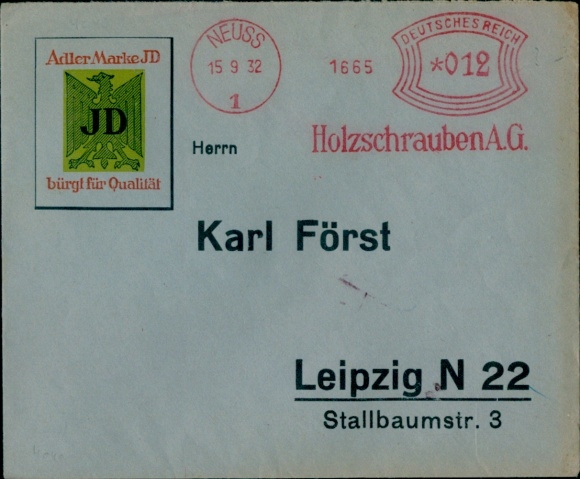 Adler Marke JD
JD
bürgt für Qualität
NEUSS
15 9 32
1
1665
DEUTSCHES REICH
*012
Holzschrauben A.G.
Herrn
Karl Först
Leipzig N 22
Stallbaumstr. 3